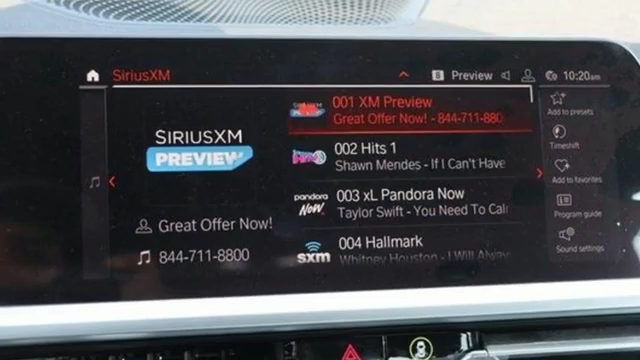 SiriusXM
Preview
10:20am
SIRIUSXM
PREVIEW
Great Offer Now!
844-711-8800
001 XM Preview
Great Offer Now! - 844-711-880
002 Hits 1
Shawn Mendes - If I Can't Have
pandora
NOW
003 xL Pandora Now
Taylor Swift - You Need To Cal
sxm
004 Hallmark
Whitney Houston - I Will Always
Add to presets
Timeshift
Add to favorites
Program guide
Sound settings